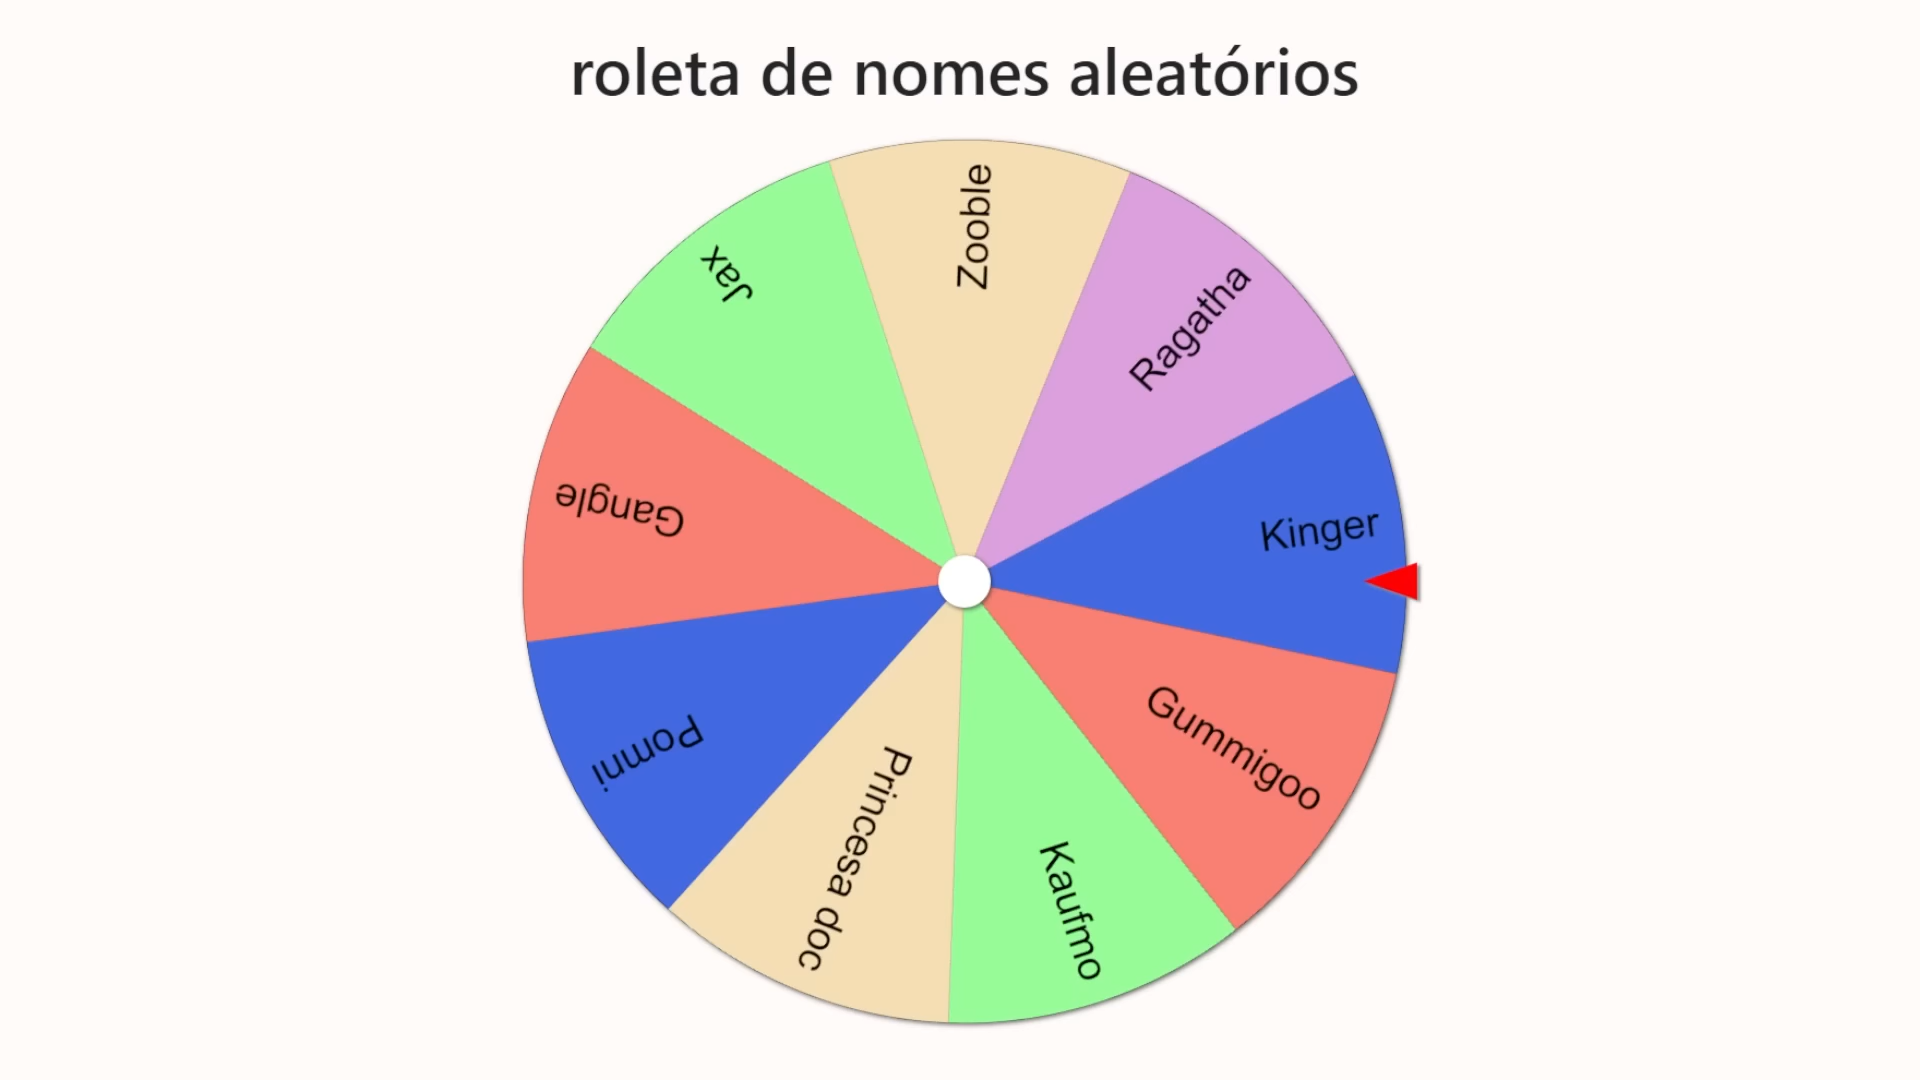 roleta de nomes aleatórios
Zooble
Ragatha
Kinger
Gummigoo
Kaufmo
Princesa doc
Pomni
Gangle
Jax